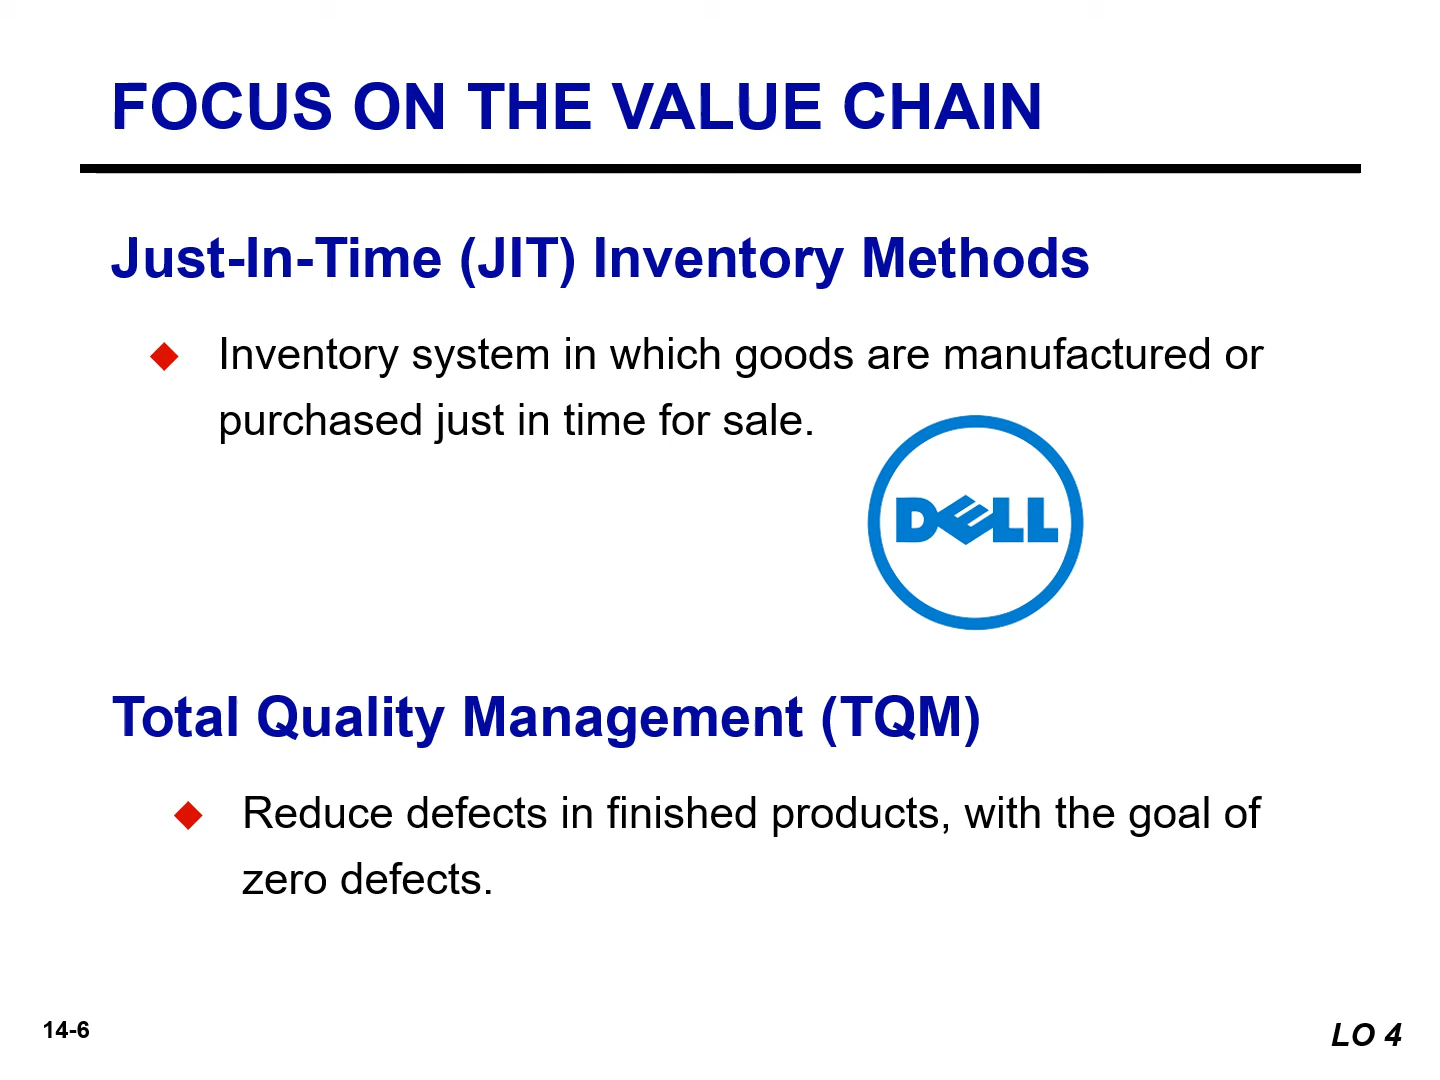 FOCUS ON THE VALUE CHAIN
Just-In-Time (JIT) Inventory Methods
Inventory system in which goods are manufactured or
purchased just in time for sale.
DELL
Total Quality Management (TQM)
Reduce defects in finished products, with the goal of
zero defects.
14-6
LO 4